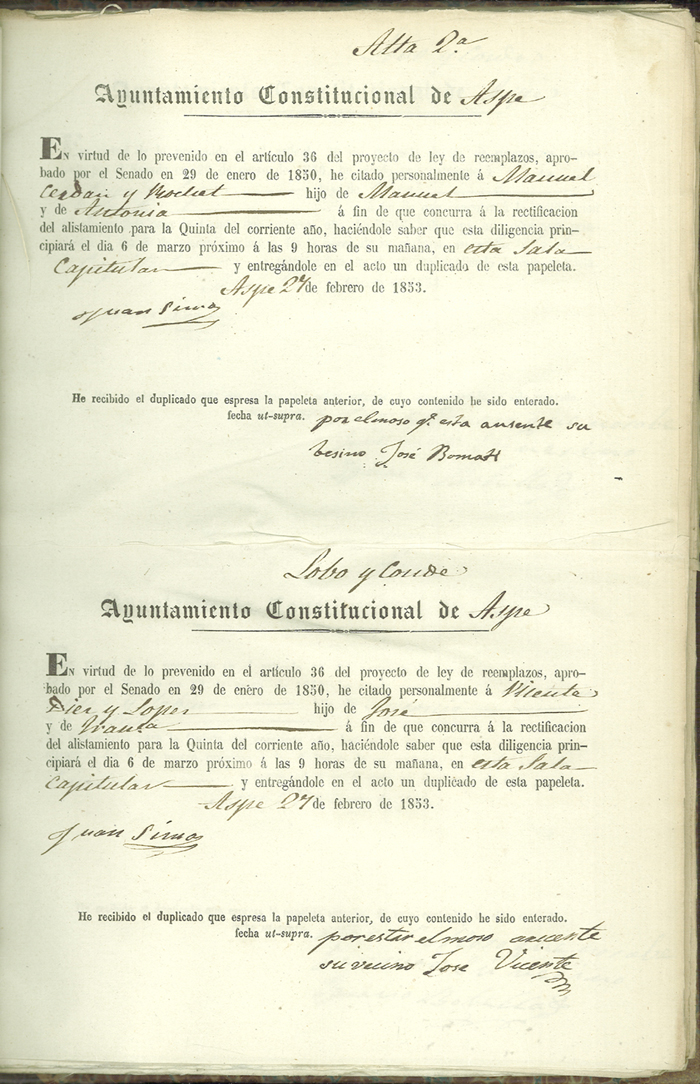 Alta 2ª
Ayuntamiento Constitucional de Aspe
EN virtud de lo prevenido en el artículo 36 del proyecto de ley de reemplazos, apro-
bado por el Senado en 29 de enero de 1850, he citado personalmente á Manuel
Cerdan y hijo de Manuel
y de Antonia á fin de que concurra á la rectificacion
del alistamiento para la Quinta del corriente año, haciéndole saber que esta diligencia prin-
cipiará el dia 6 de marzo próximo á las 9 horas de su mañana, en esta Sala
Capitular y entregándole en el acto un duplicado de esta papeleta.
Aspe 27 de febrero de 1853.
Juan Simo
He recibido el duplicado que espresa la papeleta anterior, de cuyo contenido he sido enterado.
fecha ut-supra. por el moso q.e esta ausente su
besino José
Lobo y Conde
Ayuntamiento Constitucional de Aspe
EN virtud de lo prevenido en el artículo 36 del proyecto de ley de reemplazos, apro-
bado por el Senado en 29 de enero de 1850, he citado personalmente á Vicente
Dier y Loper hijo de José
y de Franca á fin de que concurra á la rectificacion
del alistamiento para la Quinta del corriente año, haciéndole saber que esta diligencia prin-
cipiará el dia 6 de marzo próximo á las 9 horas de su mañana, en esta Sala
Capitular y entregándole en el acto un duplicado de esta papeleta.
Aspe 27 de febrero de 1853.
Juan Simo
He recibido el duplicado que espresa la papeleta anterior, de cuyo contenido he sido enterado.
fecha ut-supra. por estar el moso
su vecino Jose Vicente